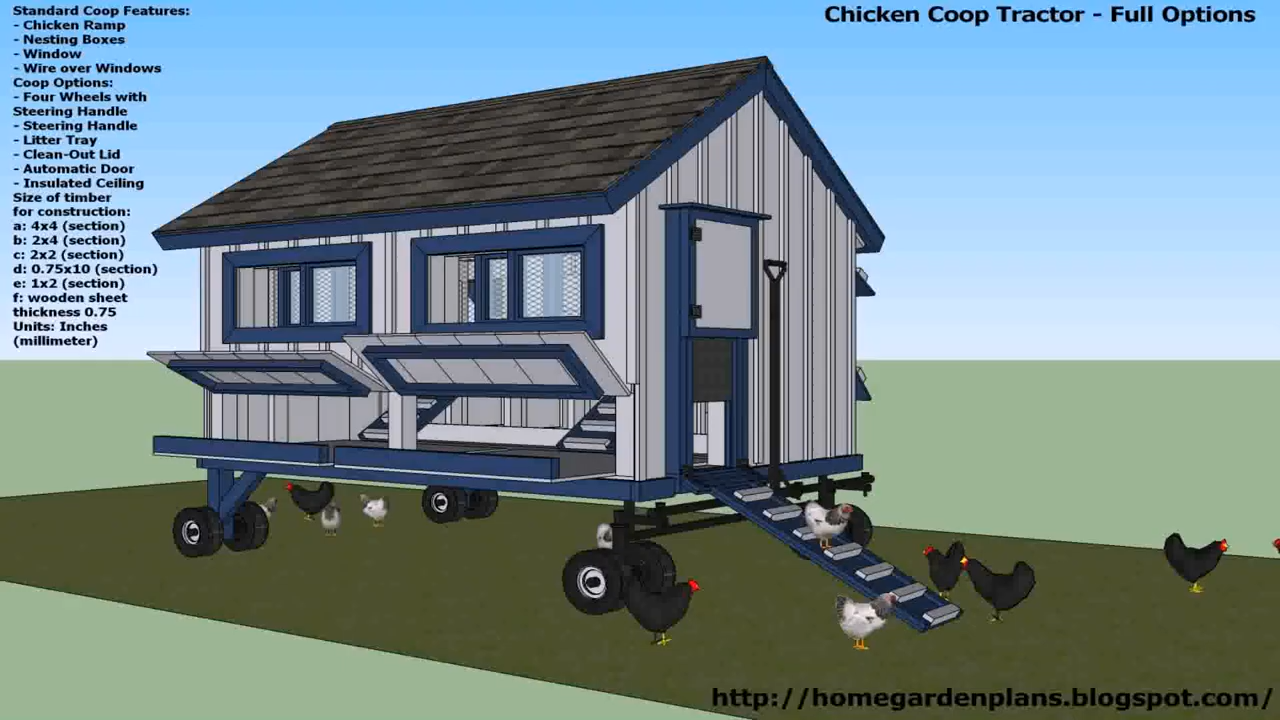 Standard Coop Features:
- Chicken Ramp
- Nesting Boxes
- Window
- Wire over Windows
Coop Options:
- Four Wheels with
Steering Handle
- Steering Handle
- Litter Tray
- Clean-Out Lid
- Automatic Door
- Insulated Ceiling
Size of timber
for construction:
a: 4x4 (section)
b: 2x4 (section)
c: 2x2 (section)
d: 0.75x10 (section)
e: 1x2 (section)
f: wooden sheet
thickness 0.75
Units: Inches
(millimeter)
Chicken Coop Tractor - Full Options
http://homegardenplans.blogspot.com/